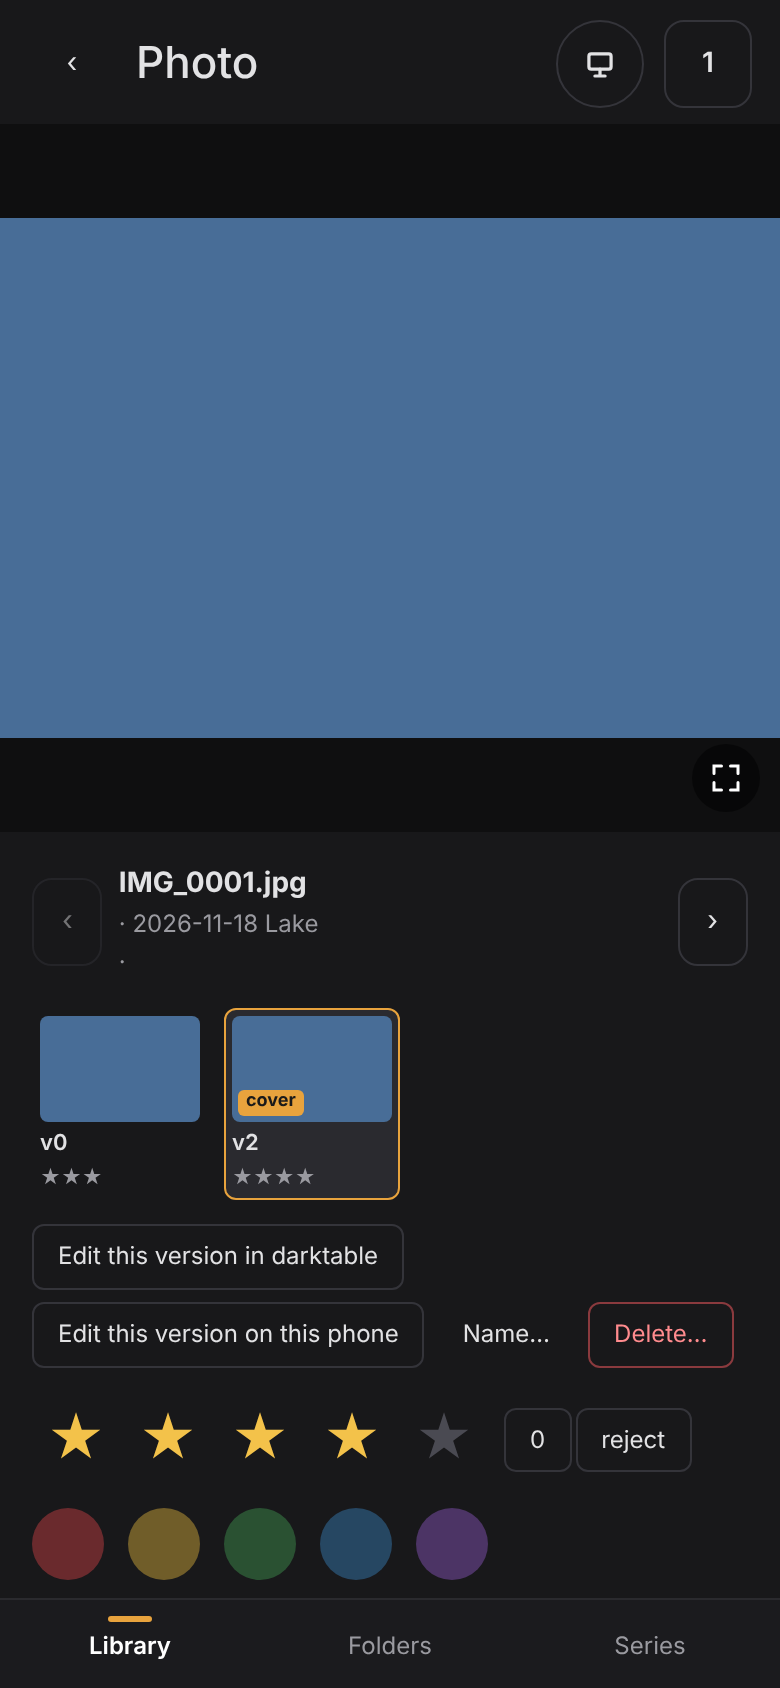 ‹ Photo 1
IMG_0001.jpg
‹ · 2026-11-18 Lake ›
·
cover
v0 v2
★★★ ★★★★
Edit this version in darktable
Edit this version on this phone Name... Delete...
★ ★ ★ ★ ★ 0 reject
Library Folders Series